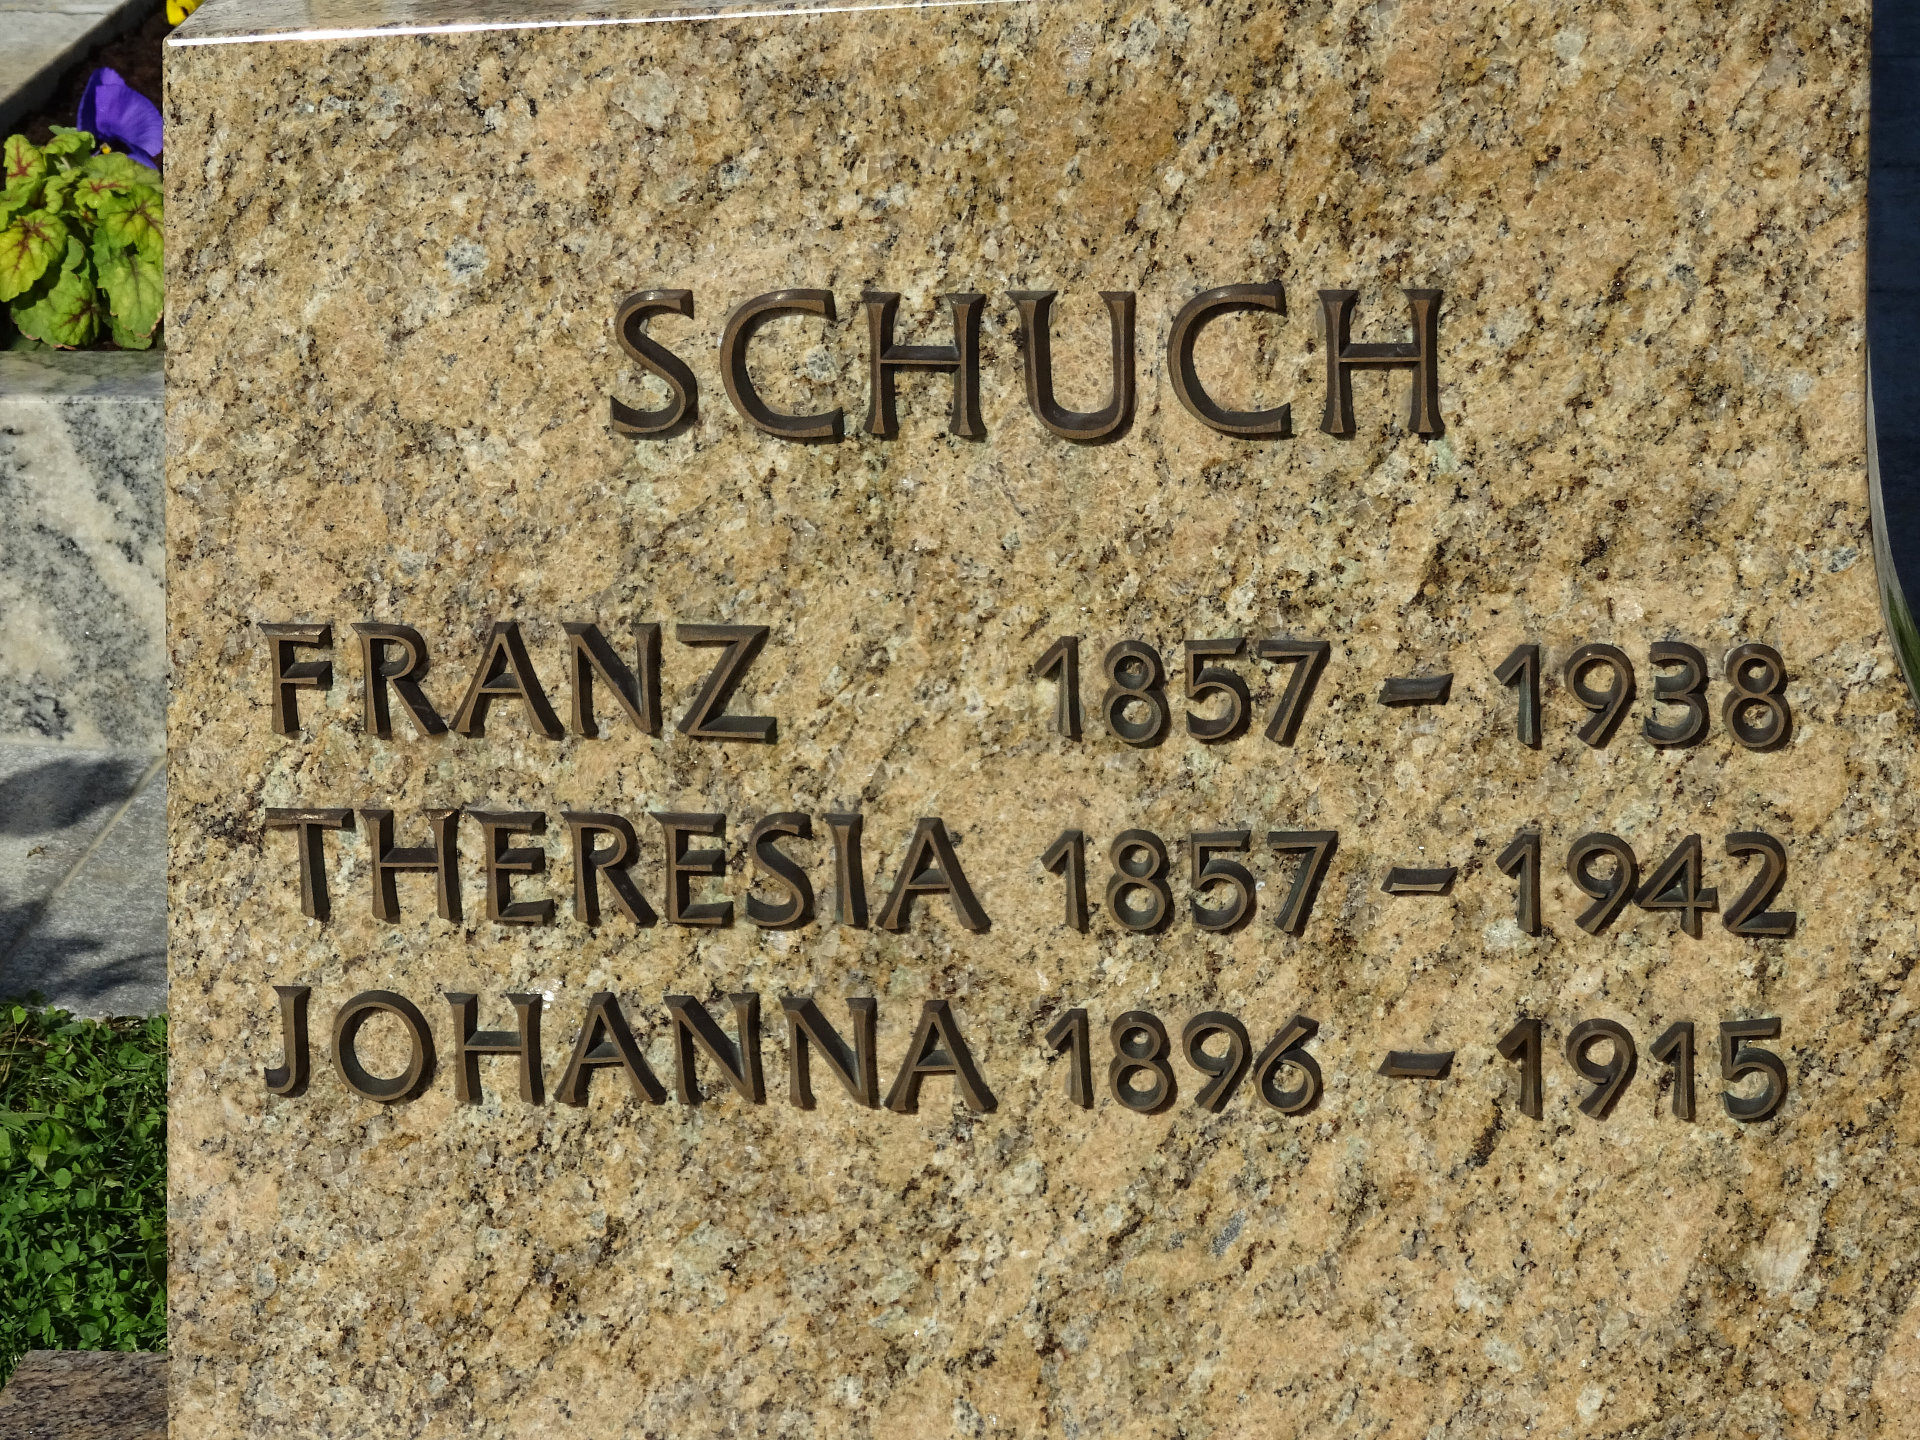 SCHUCH
FRANZ 1857 - 1938
THERESIA 1857 - 1942
JOHANNA 1896 - 1915